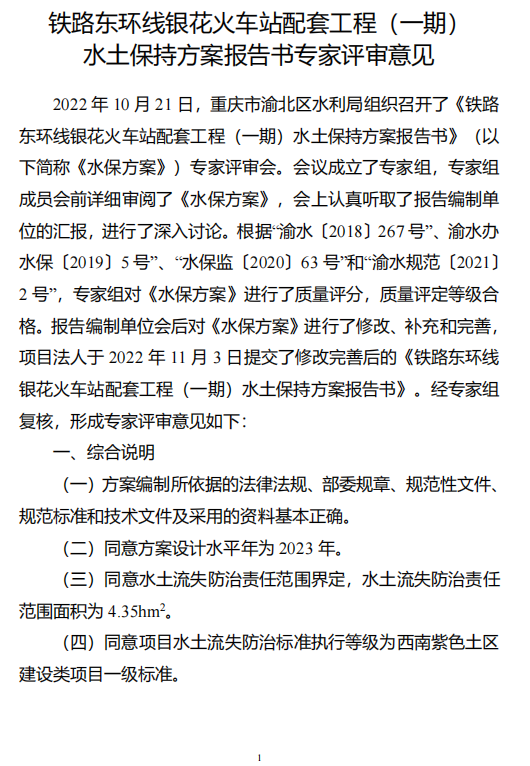 铁路东环线银花火车站配套工程（一期）
水土保持方案报告书专家评审意见
2022 年 10 月 21 日，重庆市渝北区水利局组织召开了《铁路
东环线银花火车站配套工程（一期）水土保持方案报告书》（以
下简称《水保方案》）专家评审会。会议成立了专家组，专家组
成员会前详细审阅了《水保方案》，会上认真听取了报告编制单
位的汇报，进行了深入讨论。根据“渝水〔2018〕267 号”、渝水办
水保〔2019〕5 号”、“水保监〔2020〕63 号”和“渝水规范〔2021〕
2 号”，专家组对《水保方案》进行了质量评分，质量评定等级合
格。报告编制单位会后对《水保方案》进行了修改、补充和完善，
项目法人于 2022 年 11 月 3 日提交了修改完善后的《铁路东环线
银花火车站配套工程（一期）水土保持方案报告书》。经专家组
复核，形成专家评审意见如下：
一、综合说明
（一）方案编制所依据的法律法规、部委规章、规范性文件、
规范标准和技术文件及采用的资料基本正确。
（二）同意方案设计水平年为 2023 年。
（三）同意水土流失防治责任范围界定，水土流失防治责任
范围面积为 4.35hm²。
（四）同意项目水土流失防治标准执行等级为西南紫色土区
建设类项目一级标准。
1